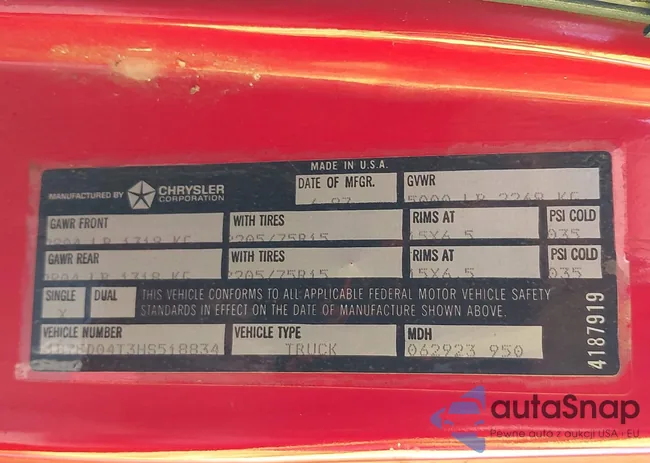 MADE IN U.S.A.
MANUFACTURED BY CHRYSLER CORPORATION
DATE OF MFGR. GVWR
6-87 5000 LB 2268 KG
GAWR FRONT WITH TIRES RIMS AT PSI COLD
LB 1318 KG P205/75R15 15X6.5 035
GAWR REAR WITH TIRES RIMS AT PSI COLD
LB 1318 KG P205/75R15 15X6.5 035
SINGLE DUAL THIS VEHICLE CONFORMS TO ALL APPLICABLE FEDERAL MOTOR VEHICLE SAFETY
X STANDARDS IN EFFECT ON THE DATE OF MANUFACTURE SHOWN ABOVE.
VEHICLE NUMBER VEHICLE TYPE MDH
TRUCK 062923 950
4187919
autaSnap
Pewne auto z aukcji USA i EU